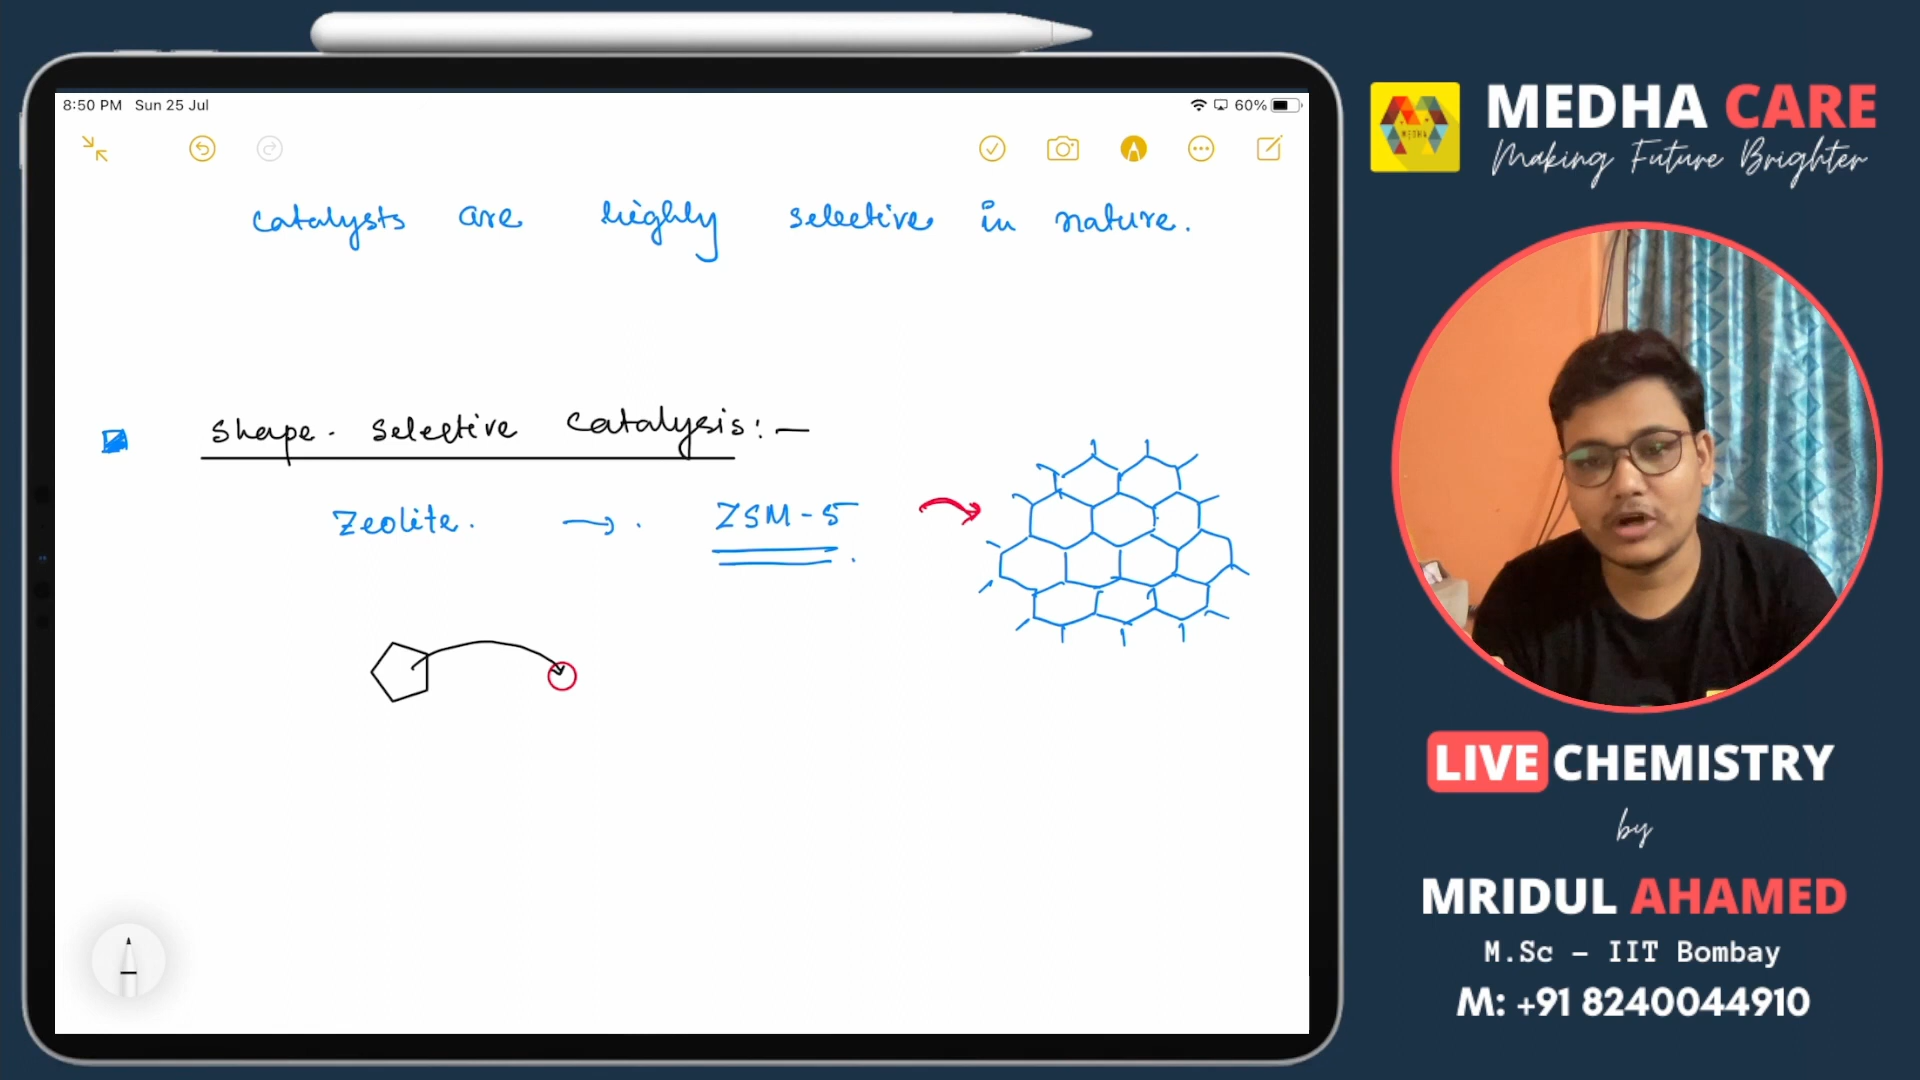 8:50 PM Sun 25 Jul
60%
catalysts are highly selective in nature.
Shape - Selective Catalysis:-
Zeolite. → . ZSM-5
MEDHA CARE
Making Future Brighter
MEDHA
LIVE CHEMISTRY
by
MRIDUL AHAMED
M.Sc – IIT Bombay
M: +91 8240044910